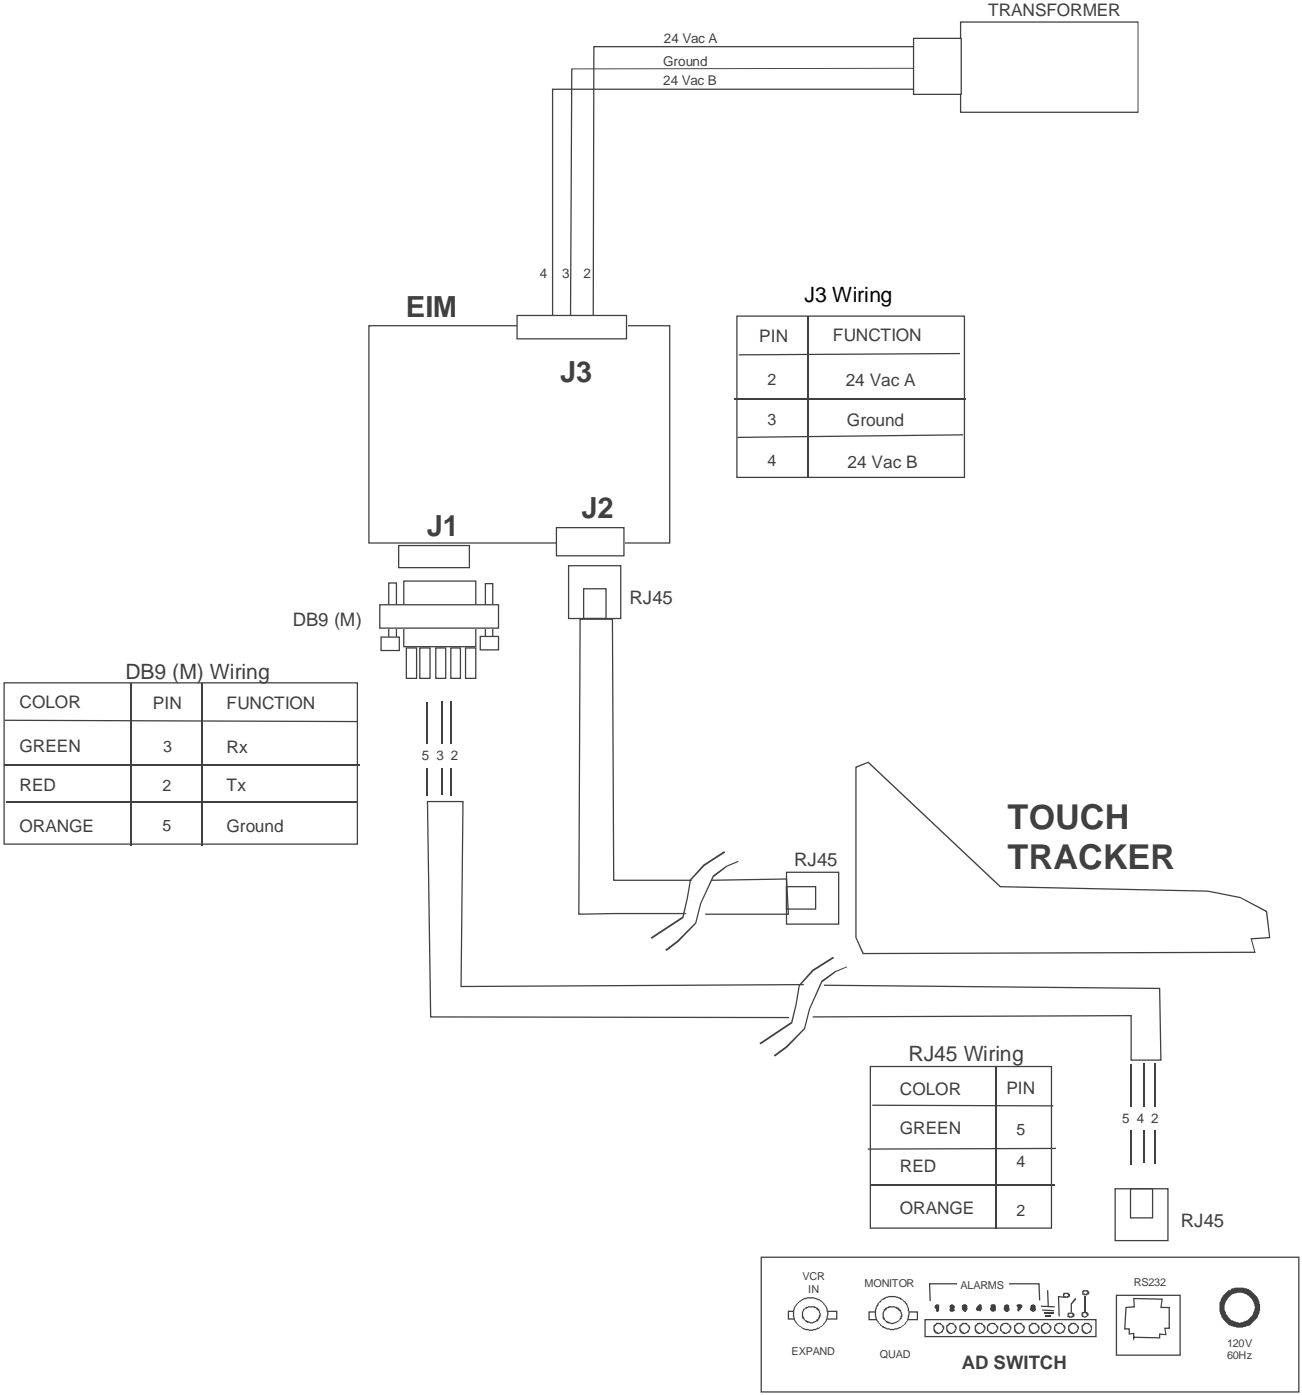 TRANSFORMER
24 Vac A
Ground
24 Vac B
4 3 2
EIM
J3
J3 Wiring
PIN FUNCTION
2 24 Vac A
3 Ground
4 24 Vac B
J1
J2
RJ45
DB9 (M)
DB9 (M) Wiring
COLOR PIN FUNCTION
GREEN 3 Rx
RED 2 Tx
ORANGE 5 Ground
5 3 2
TOUCH
TRACKER
RJ45
RJ45 Wiring
COLOR PIN
GREEN 5
RED 4
ORANGE 2
5 4 2
RJ45
VCR
IN
EXPAND
MONITOR
QUAD
ALARMS
1 2 3 4 5 6 7 8
AD SWITCH
RS232
120V
60Hz